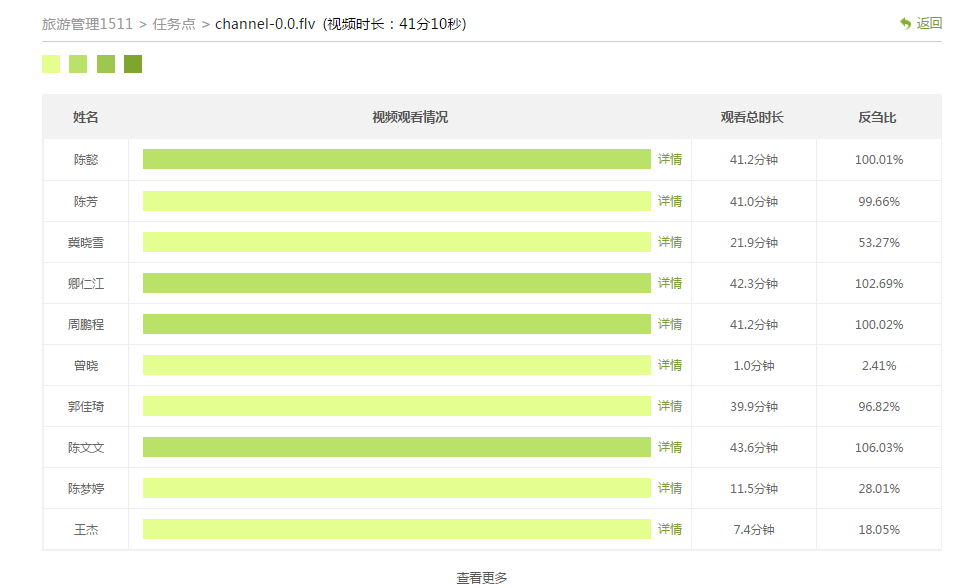 旅游管理1511 > 任务点 > channel-0.0.flv (视频时长：41分10秒) 返回
姓名 视频观看情况 观看总时长 反刍比
陈懿 详情 41.2分钟 100.01%
陈芳 详情 41.0分钟 99.66%
冀晓雪 详情 21.9分钟 53.27%
卿仁江 详情 42.3分钟 102.69%
周鹏程 详情 41.2分钟 100.02%
曾晓 详情 1.0分钟 2.41%
郭佳琦 详情 39.9分钟 96.82%
陈文文 详情 43.6分钟 106.03%
陈梦婷 详情 11.5分钟 28.01%
王杰 详情 7.4分钟 18.05%
查看更多